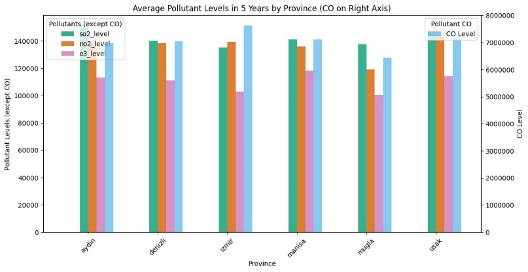 Average Pollutant Levels in 5 Years by Province (CO on Right Axis)
Pollutants (except CO)
so2_level
no2_level
o3_level
Pollutant CO
CO Level
Pollutant Levels (except CO)
140000
120000
100000
80000
60000
40000
20000
0
8000000
7000000
6000000
5000000
4000000
3000000
2000000
1000000
0
CO Level
aydin
denizli
izmir
manisa
mugla
usak
Province